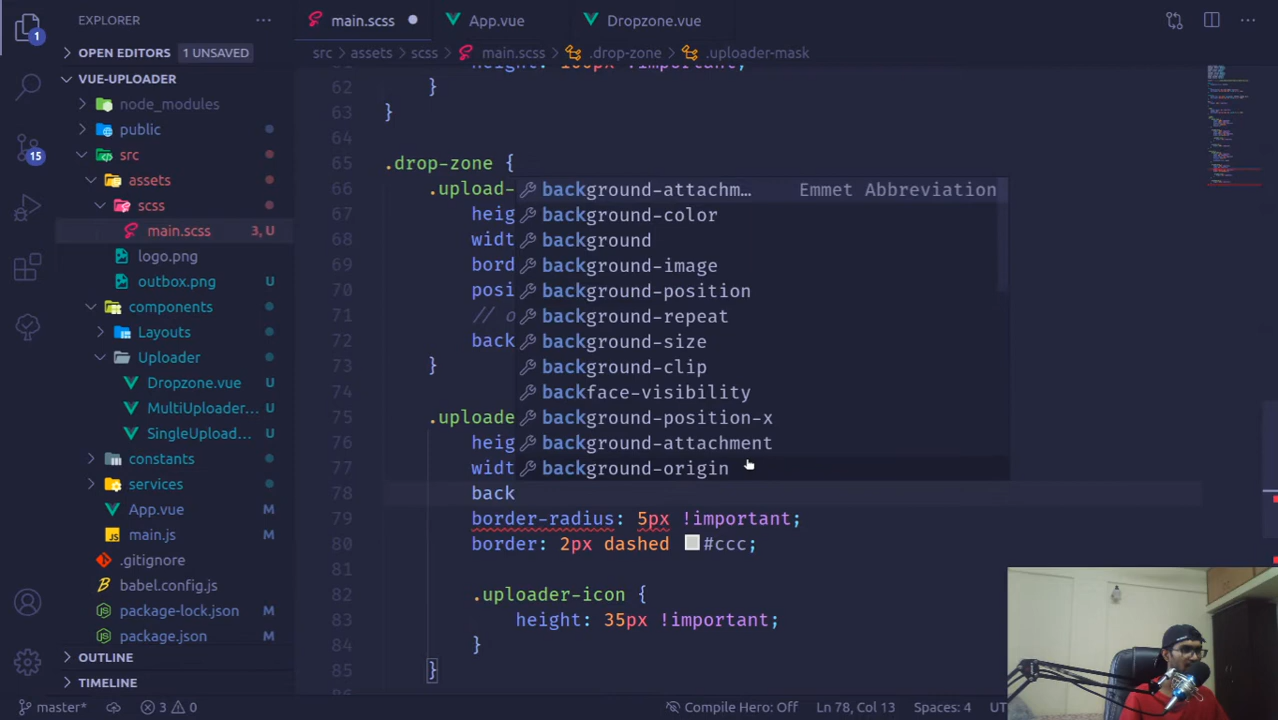 EXPLORER
main.scss
App.vue
Dropzone.vue
OPEN EDITORS 1 UNSAVED
src > assets > scss > main.scss > .drop-zone > .uploader-mask
VUE-UPLOADER
node_modules
public
src
assets
scss
main.scss 3, U
logo.png
outbox.png U
components
Layouts
Uploader
Dropzone.vue U
MultiUploader... U
SingleUpload... U
constants
services
App.vue M
main.js M
.gitignore
babel.config.js
package-lock.json M
package.json M
OUTLINE
TIMELINE
1
15
height: 100px !important;
62 }
63 }
64
65 .drop-zone {
66 .upload-
67 heig
68 widt
69 bord
70 posi
71 // o
72 back
73 }
74
75 .uploade
76 heig
77 widt
78 back
79 border-radius: 5px !important;
80 border: 2px dashed #ccc;
81
82 .uploader-icon {
83 height: 35px !important;
84 }
85 }
background-attachm... Emmet Abbreviation
background-color
background
background-image
background-position
background-repeat
background-size
background-clip
backface-visibility
background-position-x
background-attachment
background-origin
master* 3 0 Compile Hero: Off Ln 78, Col 13 Spaces: 4